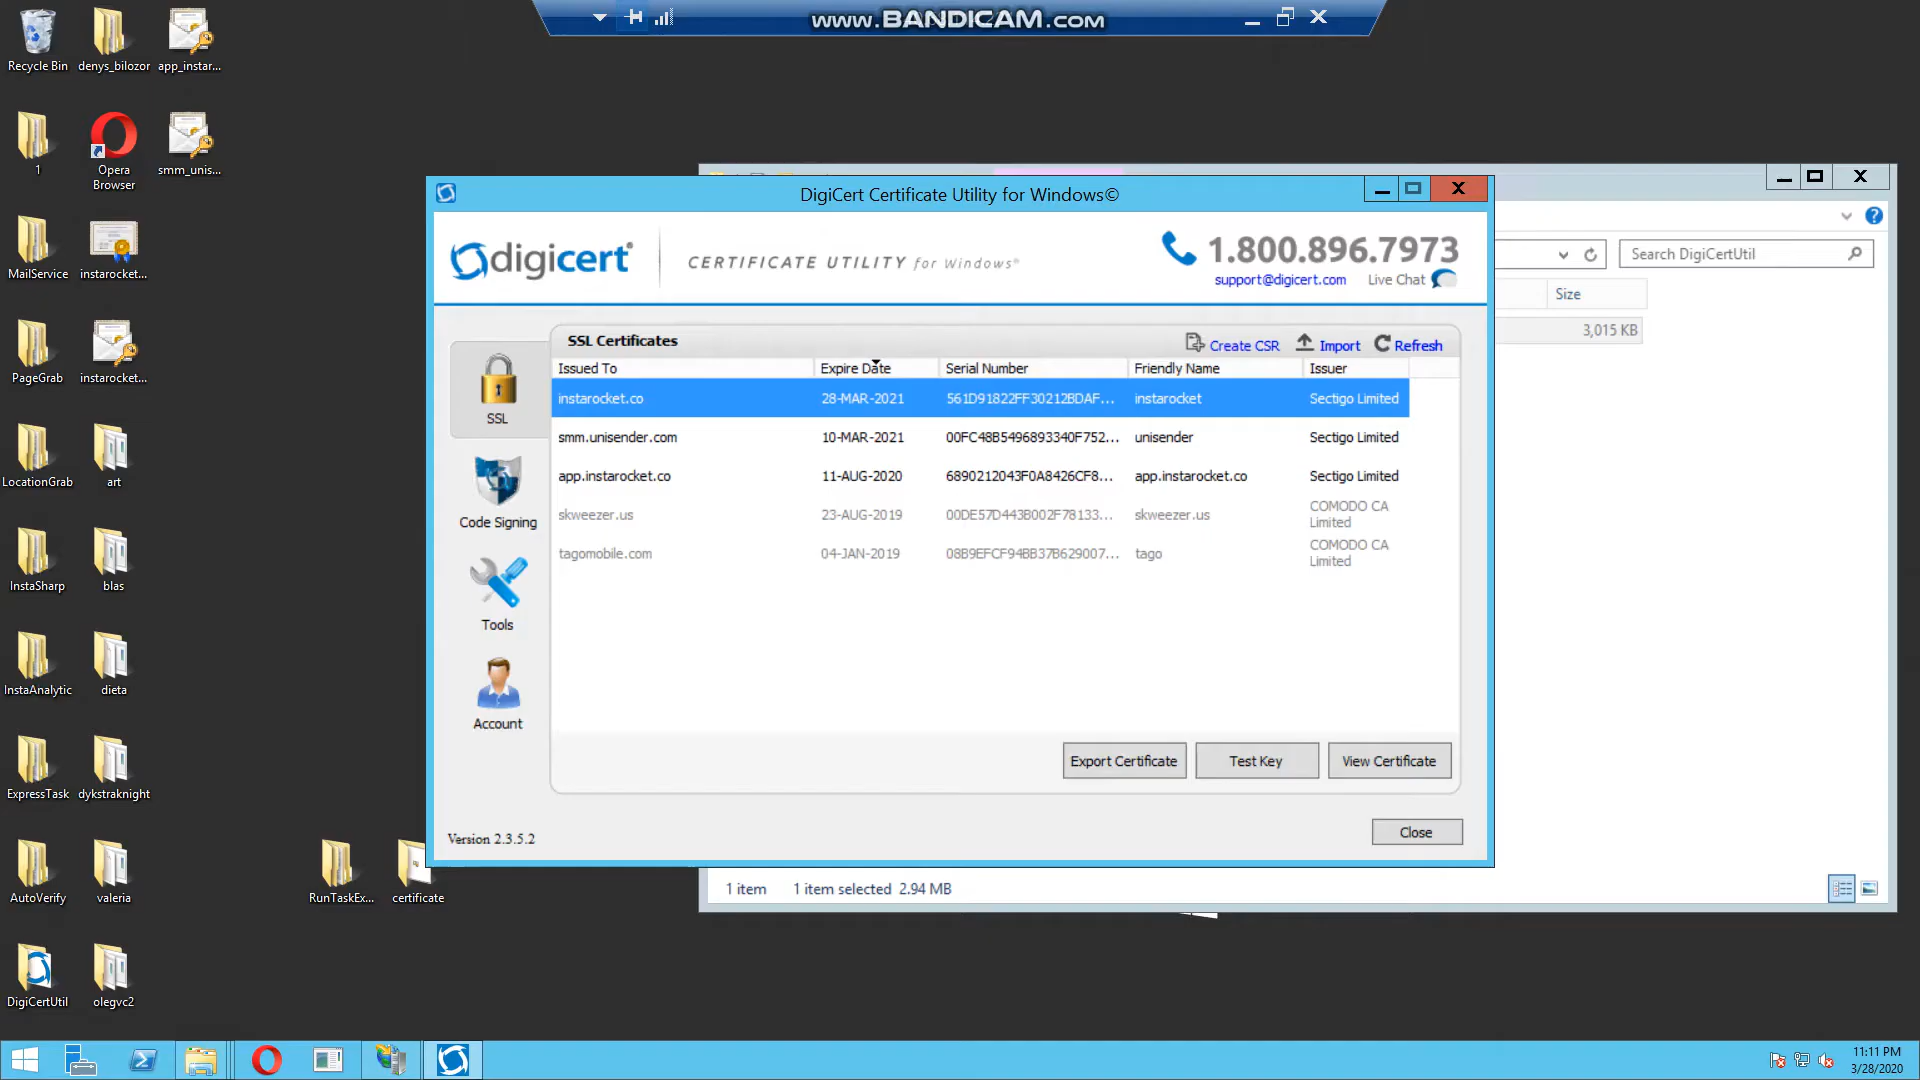 www.BANDICAM.com
Recycle Bin
denys_bilozor
app_instar...
1
Opera
Browser
smm_unis...
MailService
instarocket...
PageGrab
instarocket...
LocationGrab
art
InstaSharp
blas
InstaAnalytic
dieta
ExpressTask
dykstraknight
AutoVerify
valeria
RunTaskEx...
certificate
DigiCertUtil
olegvc2
DigiCert Certificate Utility for Windows©
digicert®
CERTIFICATE UTILITY for Windows®
1.800.896.7973
support@digicert.com
Live Chat
SSL
Code Signing
Tools
Account
SSL Certificates
Create CSR
Import
Refresh
Issued To Expire Date Serial Number Friendly Name Issuer
instarocket.co 28-MAR-2021 561D91822FF30212BDAF... instarocket Sectigo Limited
smm.unisender.com 10-MAR-2021 00FC48B5496893340F752... unisender Sectigo Limited
app.instarocket.co 11-AUG-2020 6890212043F0A8426CF8... app.instarocket.co Sectigo Limited
skweezer.us 23-AUG-2019 00DE57D443B002F78133... skweezer.us COMODO CA
Limited
tagomobile.com 04-JAN-2019 08B9EFCF94BB37B629007... tago COMODO CA
Limited
Export Certificate
Test Key
View Certificate
Version 2.3.5.2
Close
Search DigiCertUtil
Size
3,015 KB
1 item 1 item selected 2.94 MB
11:11 PM
3/28/2020